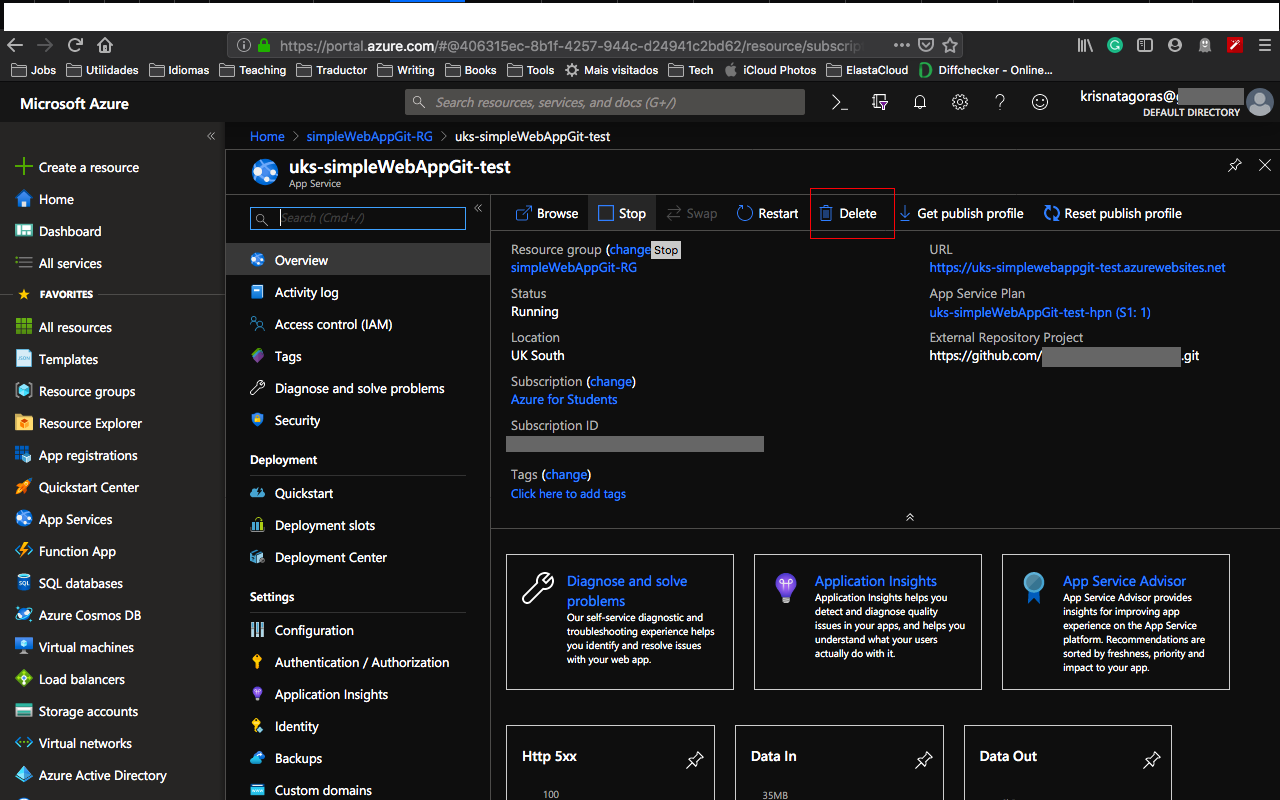 https://portal.azure.com/#@406315ec-8b1f-4257-944c-d24941c2bd62/resource/subscrip
Jobs Utilidades Idiomas Teaching Traductor Writing Books Tools Mais visitados Tech iCloud Photos ElastaCloud Diffchecker - Online...
Microsoft Azure
Search resources, services, and docs (G+/)
krisnatagoras@
DEFAULT DIRECTORY
Create a resource
Home
Dashboard
All services
FAVORITES
All resources
Templates
Resource groups
Resource Explorer
App registrations
Quickstart Center
App Services
Function App
SQL databases
Azure Cosmos DB
Virtual machines
Load balancers
Storage accounts
Virtual networks
Azure Active Directory
Home > simpleWebAppGit-RG > uks-simpleWebAppGit-test
uks-simpleWebAppGit-test
App Service
Search (Cmd+/)
Overview
Activity log
Access control (IAM)
Tags
Diagnose and solve problems
Security
Deployment
Quickstart
Deployment slots
Deployment Center
Settings
Configuration
Authentication / Authorization
Application Insights
Identity
Backups
Custom domains
Browse Stop Swap Restart Delete Get publish profile Reset publish profile
Resource group (change
Stop
simpleWebAppGit-RG
Status
Running
Location
UK South
Subscription (change)
Azure for Students
Subscription ID
Tags (change)
Click here to add tags
URL
https://uks-simplewebappgit-test.azurewebsites.net
App Service Plan
uks-simpleWebAppGit-test-hpn (S1: 1)
External Repository Project
https://github.com/ .git
Diagnose and solve
problems
Our self-service diagnostic and
troubleshooting experience helps
you identify and resolve issues
with your web app.
Application Insights
Application Insights helps you
detect and diagnose quality
issues in your apps, and helps you
understand what your users
actually do with it.
App Service Advisor
App Service Advisor provides
insights for improving app
experience on the App Service
platform. Recommendations are
sorted by freshness, priority and
impact to your app.
Http 5xx
100
Data In
35MB
Data Out